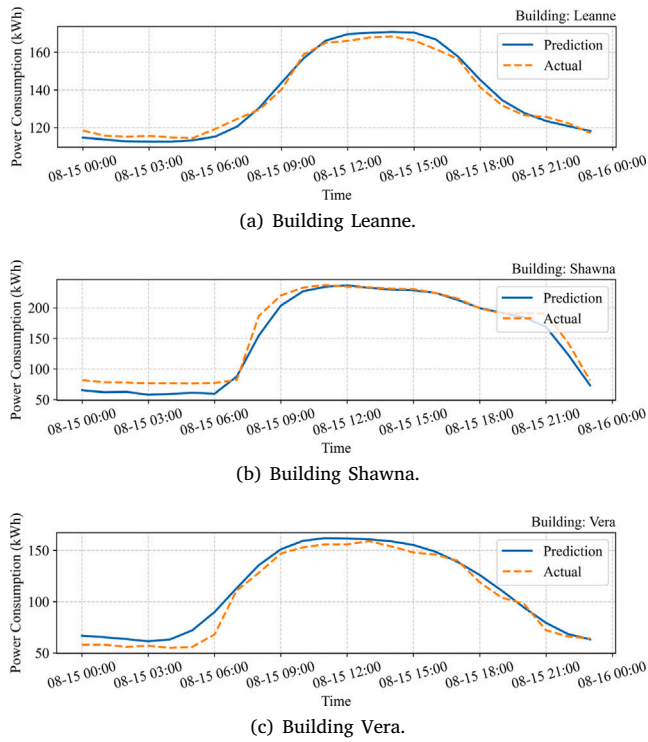 Building: Leanne
Power Consumption (kWh)
160
140
120
Prediction
Actual
08-15 00:00 08-15 03:00 08-15 06:00 08-15 09:00 08-15 12:00 08-15 15:00 08-15 18:00 08-15 21:00 08-16 00:00
Time
(a) Building Leanne.
Building: Shawna
Power Consumption (kWh)
200
150
100
50
Prediction
Actual
08-15 00:00 08-15 03:00 08-15 06:00 08-15 09:00 08-15 12:00 08-15 15:00 08-15 18:00 08-15 21:00 08-16 00:00
Time
(b) Building Shawna.
Building: Vera
Power Consumption (kWh)
150
100
50
Prediction
Actual
08-15 00:00 08-15 03:00 08-15 06:00 08-15 09:00 08-15 12:00 08-15 15:00 08-15 18:00 08-15 21:00 08-16 00:00
Time
(c) Building Vera.